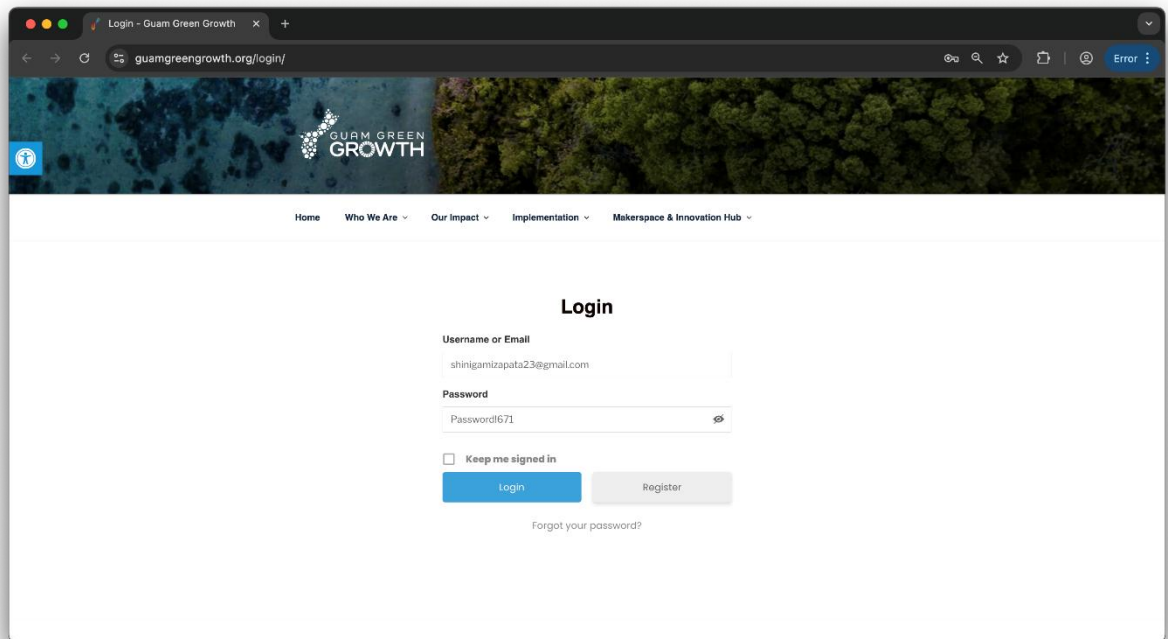 Login - Guam Green Growth
guamgreengrowth.org/login/
Error
GUAM GREEN
GROWTH
Home Who We Are Our Impact Implementation Makerspace & Innovation Hub
Login
Username or Email
shinigamizapata23@gmail.com
Password
Password!671
Keep me signed in
Login Register
Forgot your password?